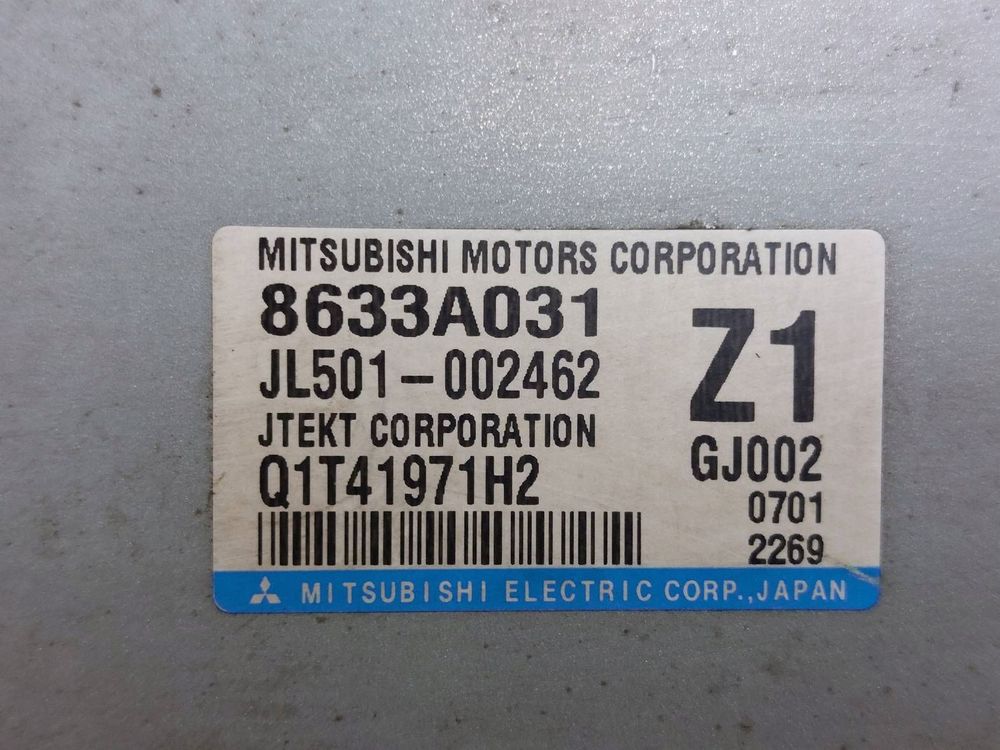 MITSUBISHI MOTORS CORPORATION
8633A031
JL501-002462
JTEKT CORPORATION
Q1T41971H2
Z1
GJ002
0701
2269
MITSUBISHI ELECTRIC CORP.,JAPAN